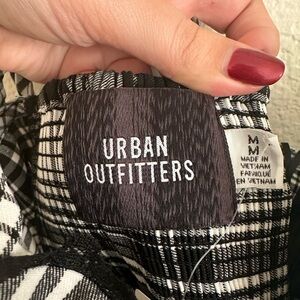 URBAN
OUTFITTERS
M
M
MADE IN
VIETNAM
FABRIQUÉ
EN VIETNAM